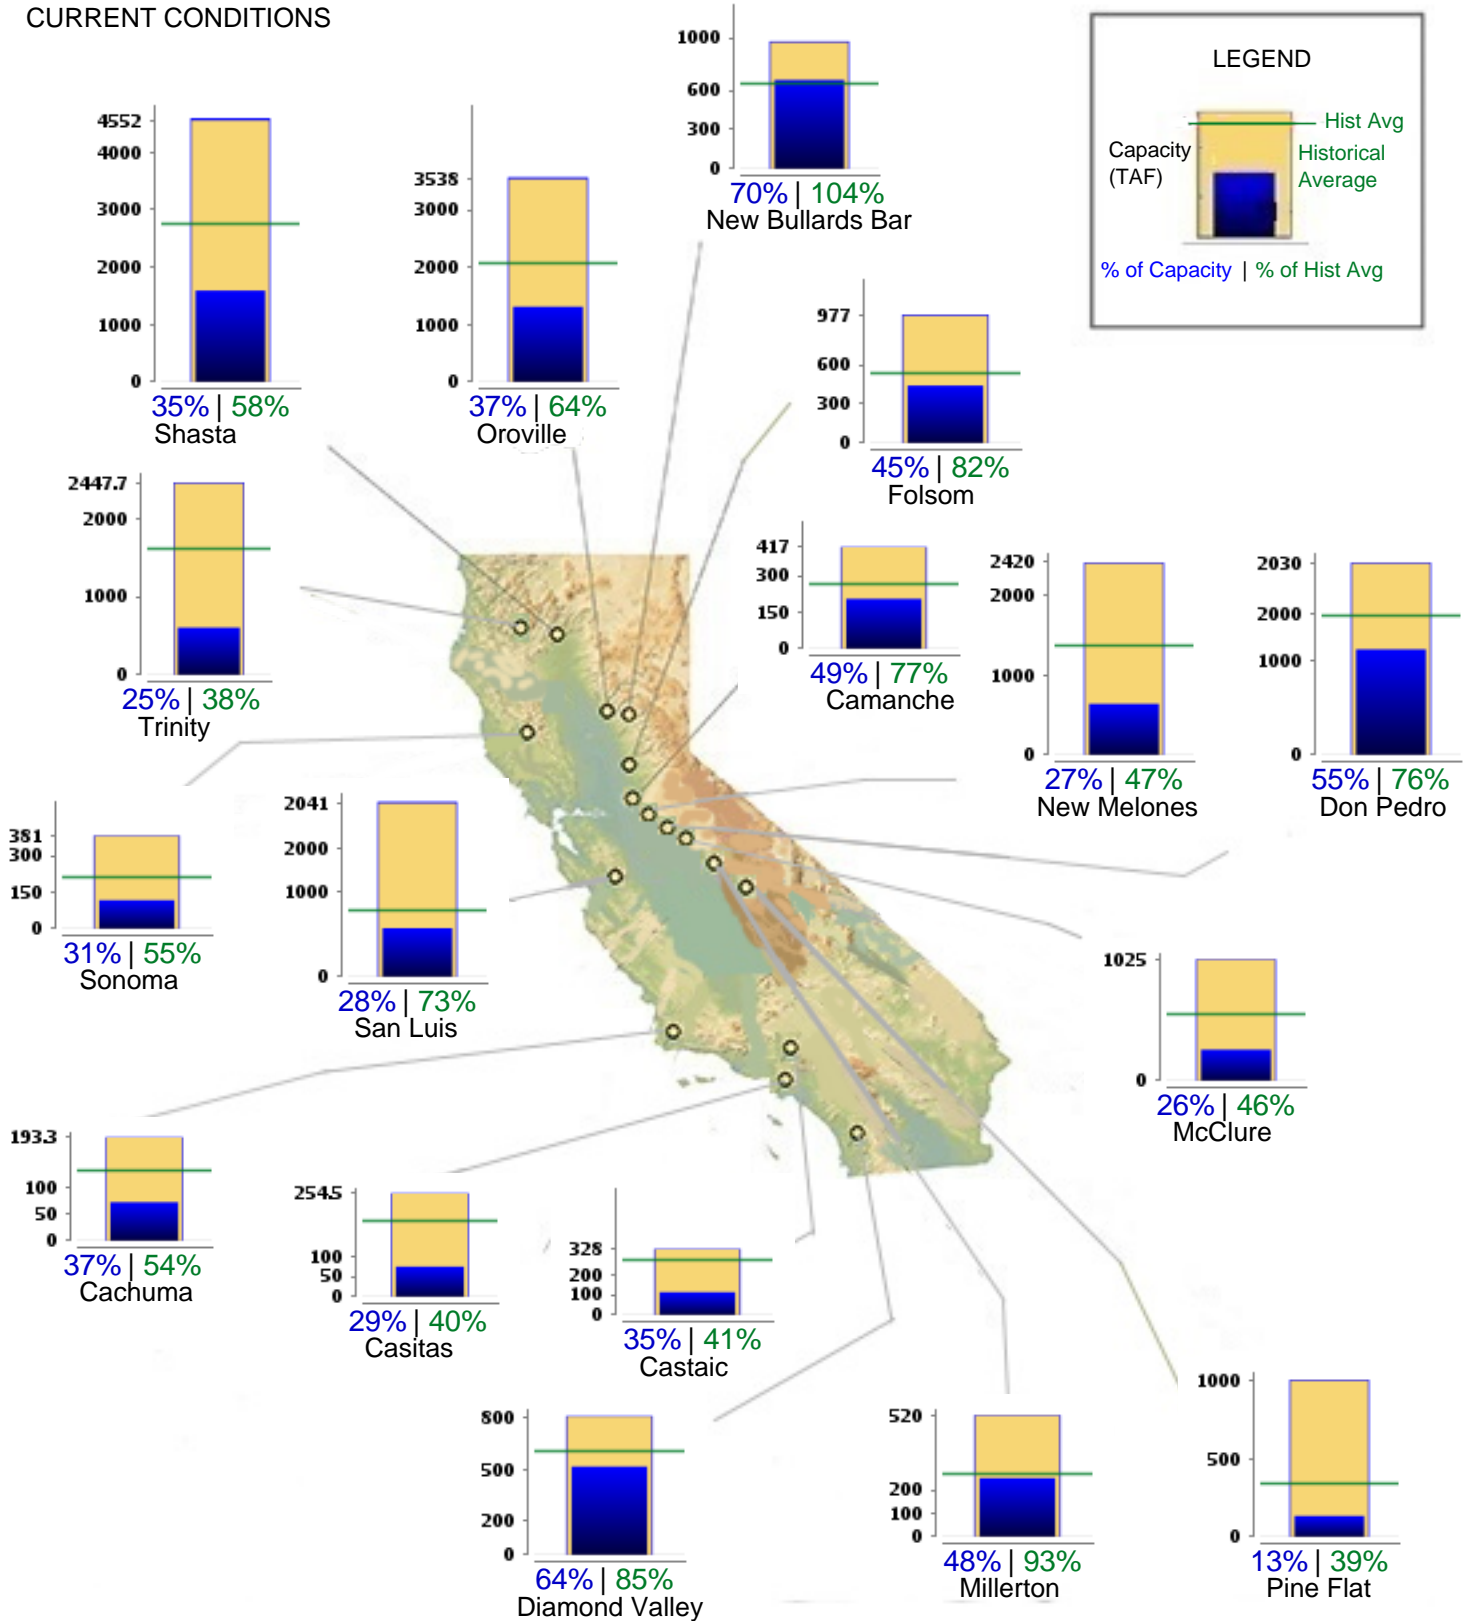 CURRENT CONDITIONS
1000
600
300
0
70% | 104%
New Bullards Bar
LEGEND
Hist Avg
Capacity
(TAF)
Historical
Average
% of Capacity | % of Hist Avg
4552
4000
3000
2000
1000
0
35% | 58%
Shasta
3538
3000
2000
1000
0
37% | 64%
Oroville
977
600
300
0
45% | 82%
Folsom
2447.7
2000
1000
0
25% | 38%
Trinity
417
300
150
0
49% | 77%
Camanche
2420
2000
1000
0
27% | 47%
New Melones
2030
2000
1000
0
55% | 76%
Don Pedro
381
300
150
0
31% | 55%
Sonoma
2041
2000
1000
0
28% | 73%
San Luis
1025
0
26% | 46%
McClure
193.3
100
50
0
37% | 54%
Cachuma
254.5
100
50
0
29% | 40%
Casitas
328
200
100
0
35% | 41%
Castaic
800
500
200
0
64% | 85%
Diamond Valley
520
200
100
0
48% | 93%
Millerton
1000
500
0
13% | 39%
Pine Flat